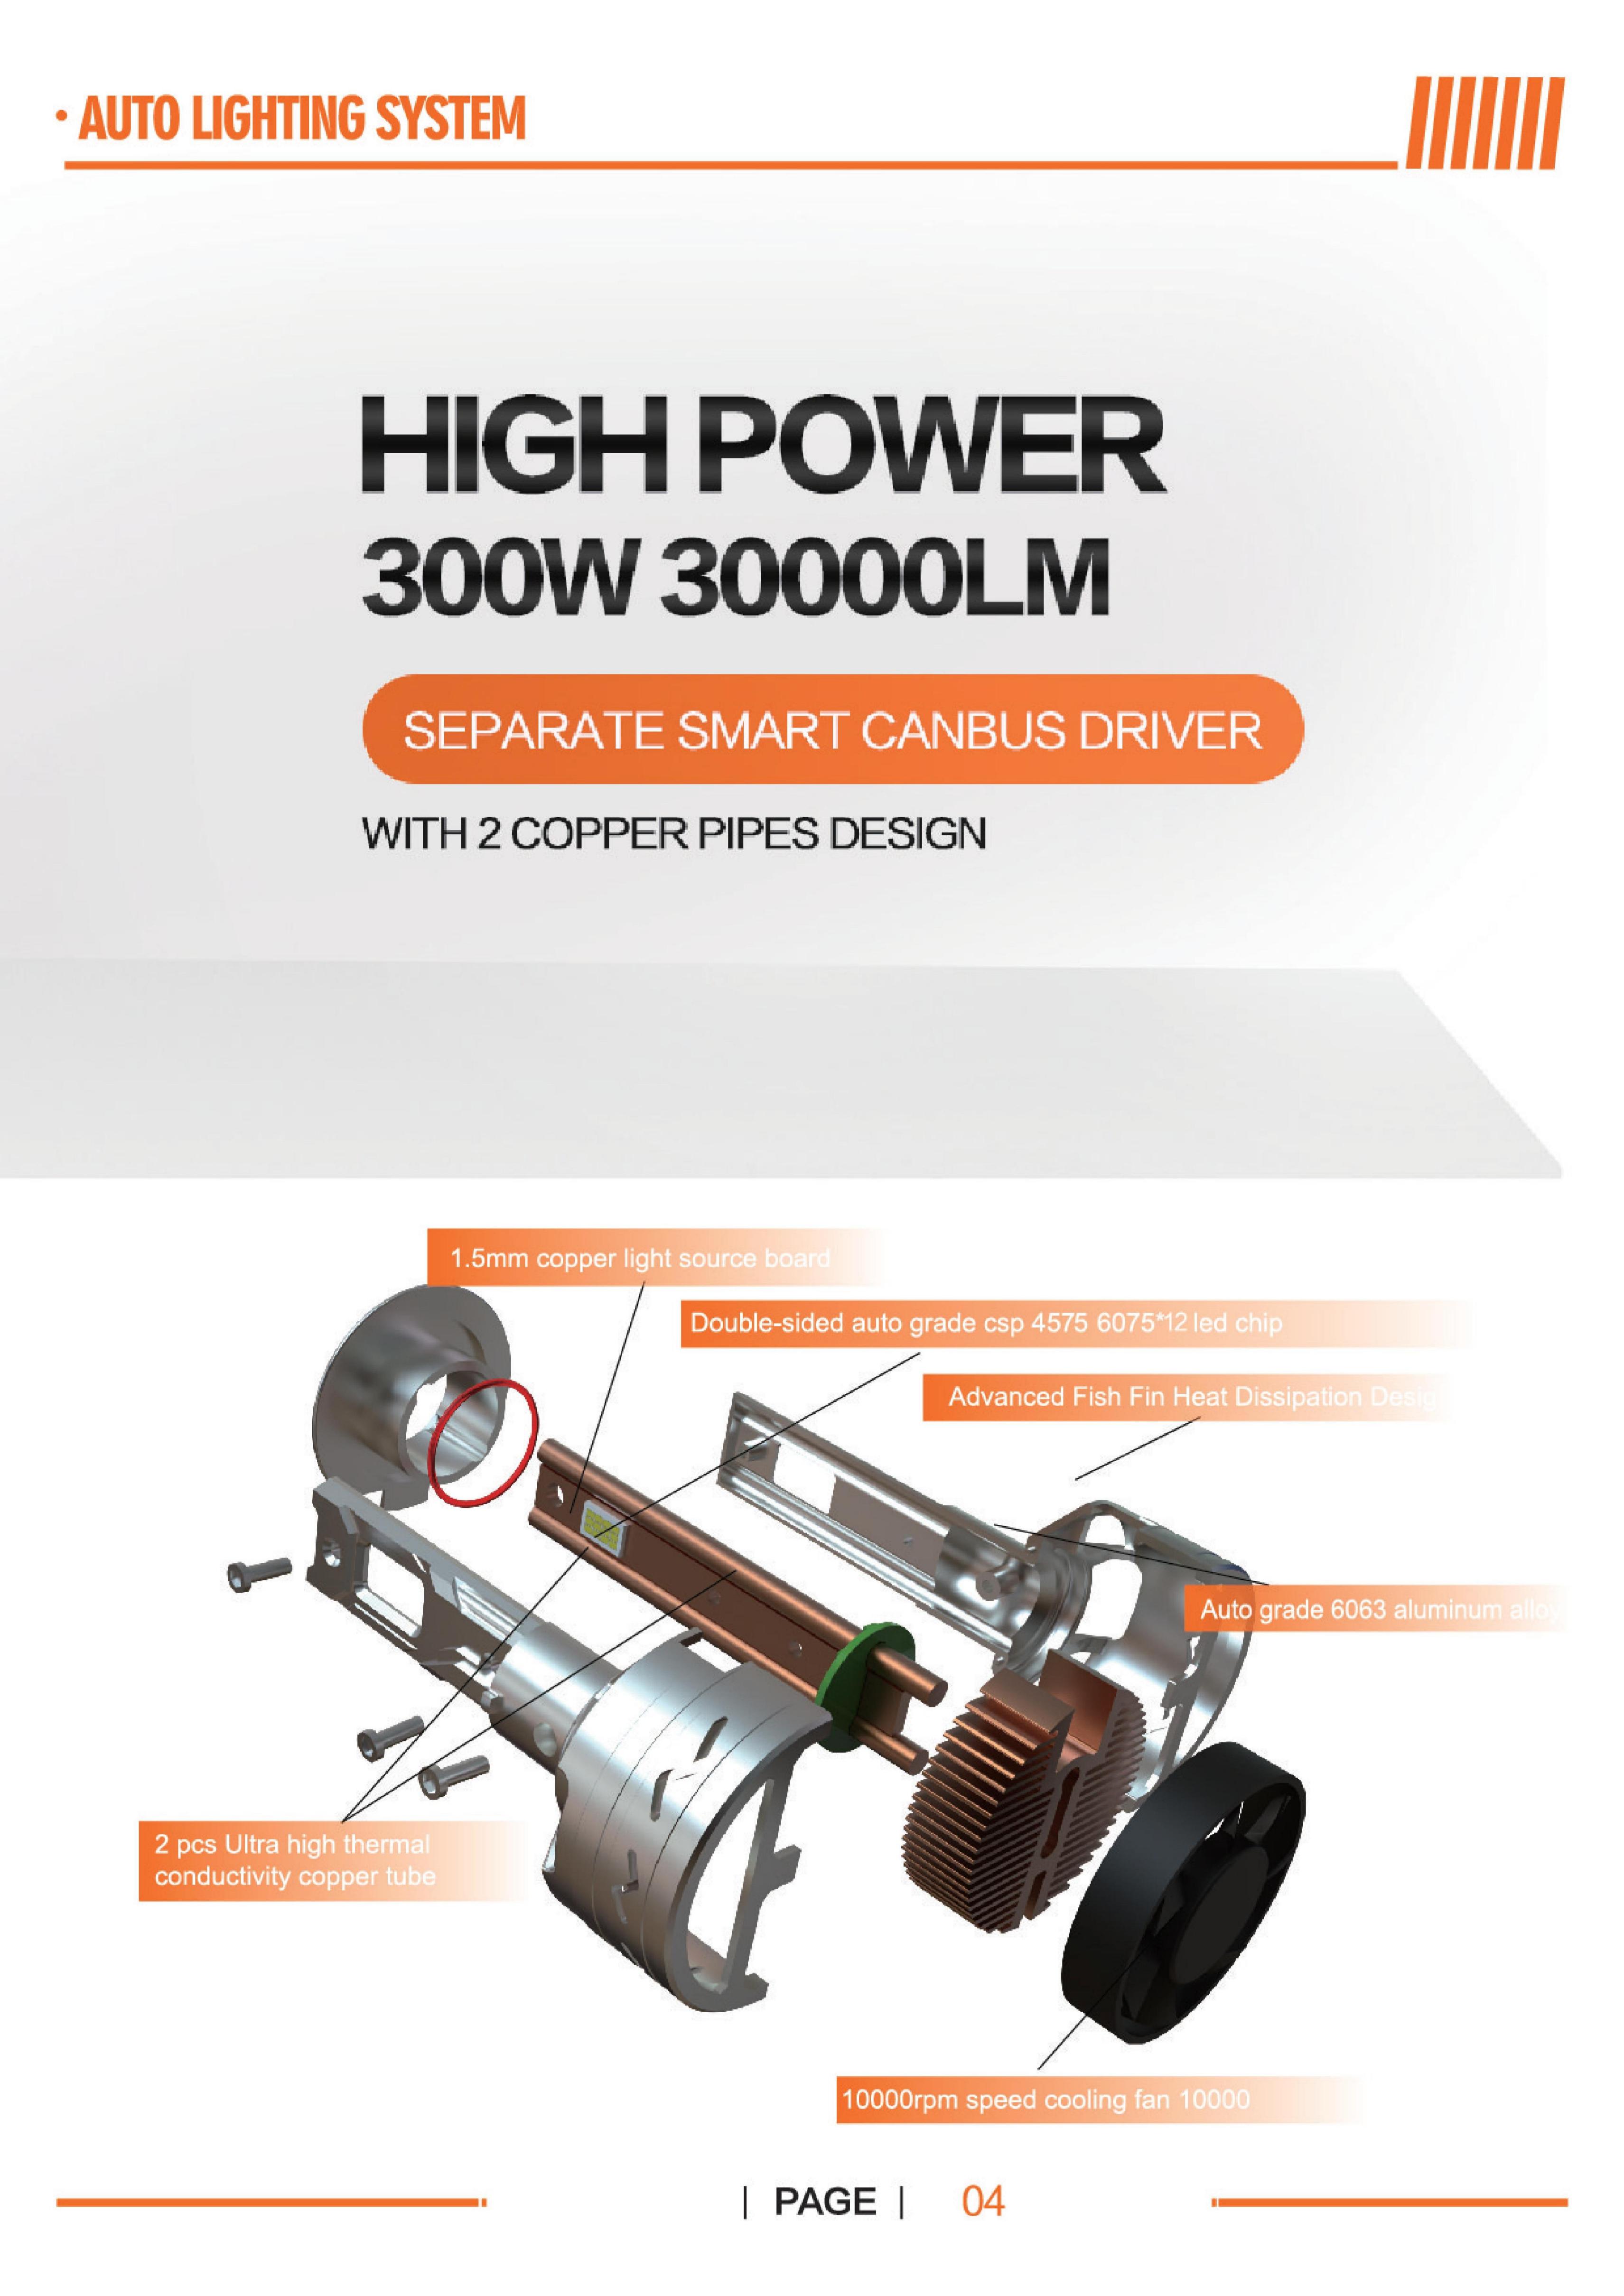 · AUTO LIGHTING SYSTEM
HIGH POWER
300W 30000LM
SEPARATE SMART CANBUS DRIVER
WITH 2 COPPER PIPES DESIGN
1.5mm copper light source board
Double-sided auto grade csp 4575 6075*12 led chip
Advanced Fish Fin Heat Dissipation Desig
Auto grade 6063 aluminum alloy
2 pcs Ultra high thermal
conductivity copper tube
10000rpm speed cooling fan 10000
| PAGE | 04